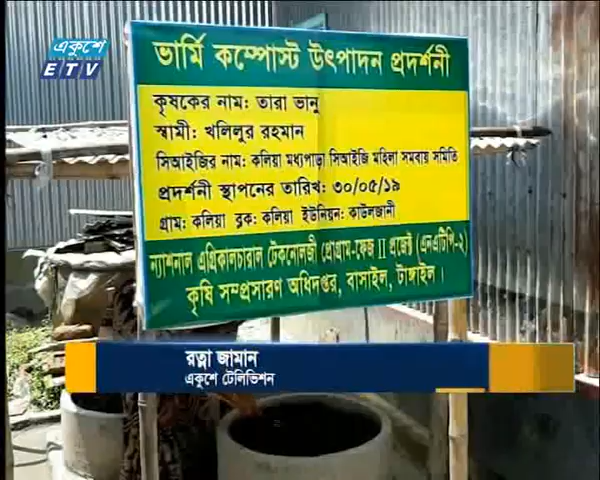 একুশে
ETV
ভার্মি কম্পোস্ট উৎপাদন প্রদর্শনী
কৃষকের নাম: তারা ভানু
স্বামী: খলিলুর রহমান
সিআইজির নাম: কলিয়া মধ্যপাড়া সিআইজি মহিলা সমবায় সমিতি
প্রদর্শনী স্থাপনের তারিখ: ৩০/০৫/১৯
গ্রাম: কলিয়া ব্লক: কলিয়া ইউনিয়ন: কাউলজানী
ন্যাশনাল এগ্রিকালচারাল টেকনোলজী প্রোগ্রাম-ফেজ II প্রজেক্ট (এনএটিপি-২)
কৃষি সম্প্রসারণ অধিদপ্তর, বাসাইল, টাঙ্গাইল।
রত্না জামান
একুশে টেলিভিশন